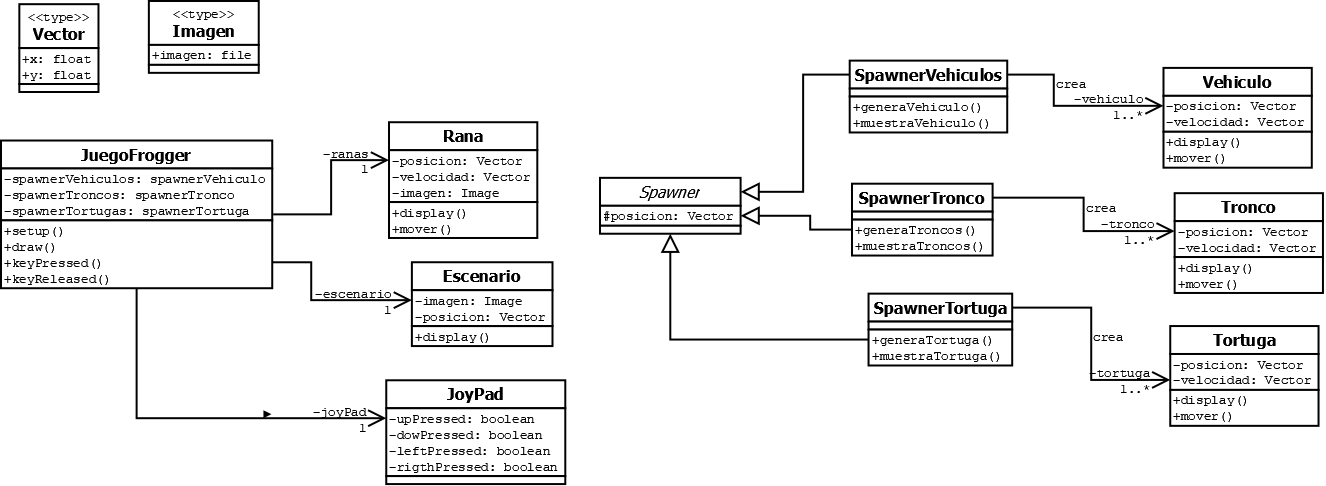 <<type>>
Vector
+x: float
+y: float
<<type>>
Imagen
+imagen: file
JuegoFrogger
-spawnerVehiculos: spawnerVehiculo
-spawnerTroncos: spawnerTronco
-spawnerTortugas: spawnerTortuga
+setup()
+draw()
+keyPressed()
+keyReleased()
-ranas
1
Rana
-posicion: Vector
-velocidad: Vector
-imagen: Image
+display()
+mover()
-escenario
1
Escenario
-imagen: Image
-posicion: Vector
+display()
-joyPad
1
JoyPad
-upPressed: boolean
-dowPressed: boolean
-leftPressed: boolean
-rigthPressed: boolean
Spawner
#posicion: Vector
SpawnerVehiculos
+generaVehiculo()
+muestraVehiculo()
crea
-vehiculo
1..*
Vehiculo
-posicion: Vector
-velocidad: Vector
+display()
+mover()
SpawnerTronco
+generaTroncos()
+muestraTroncos()
crea
-tronco
1..*
Tronco
-posicion: Vector
-velocidad: Vector
+display()
+mover()
SpawnerTortuga
+generaTortuga()
+muestraTortuga()
crea
-tortuga
1..*
Tortuga
-posicion: Vector
-velocidad: Vector
+display()
+mover()